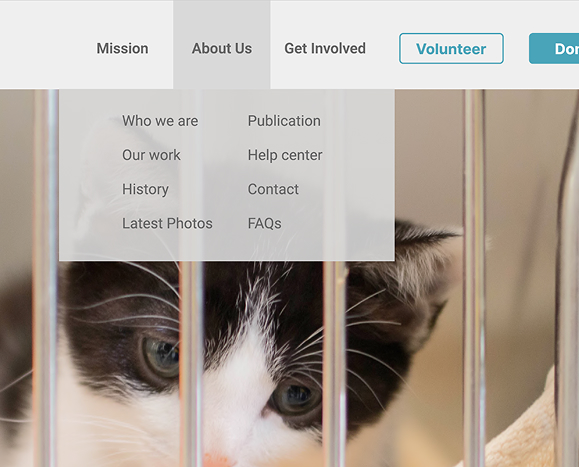 Mission About Us Get Involved Volunteer
Who we are Publication
Our work Help center
History Contact
Latest Photos FAQs